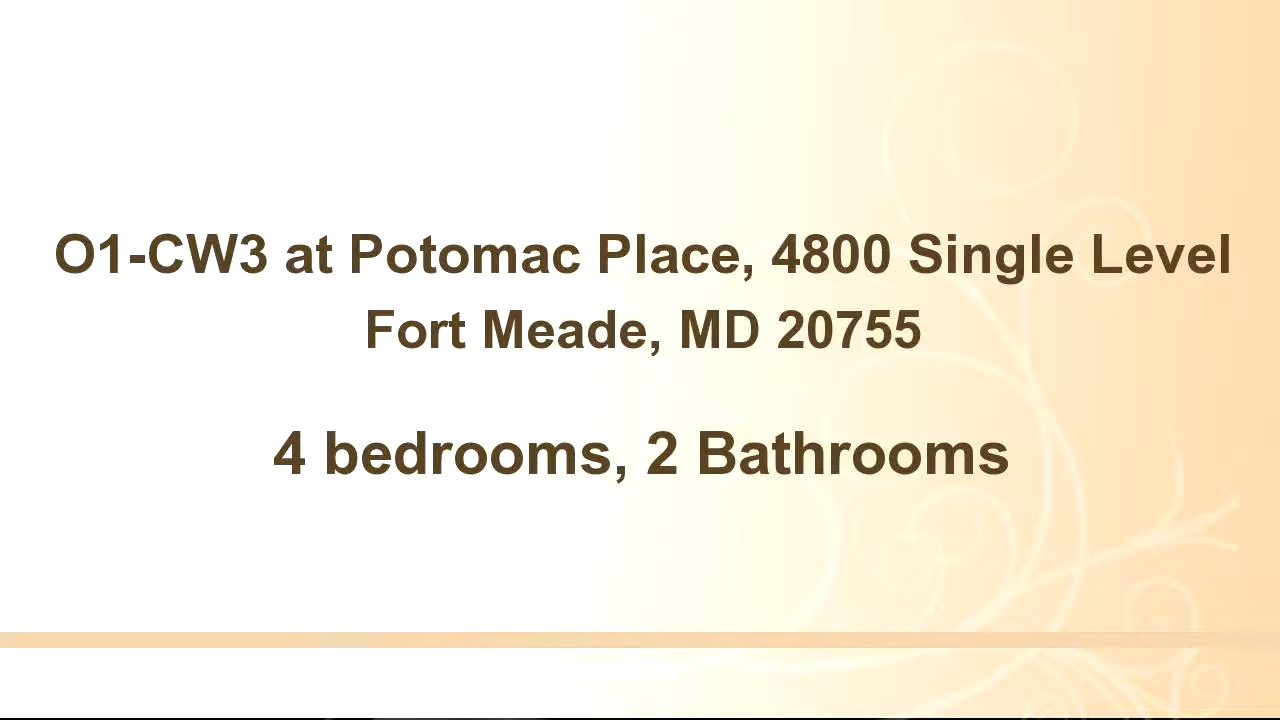 O1-CW3 at Potomac Place, 4800 Single Level
Fort Meade, MD 20755
4 bedrooms, 2 Bathrooms